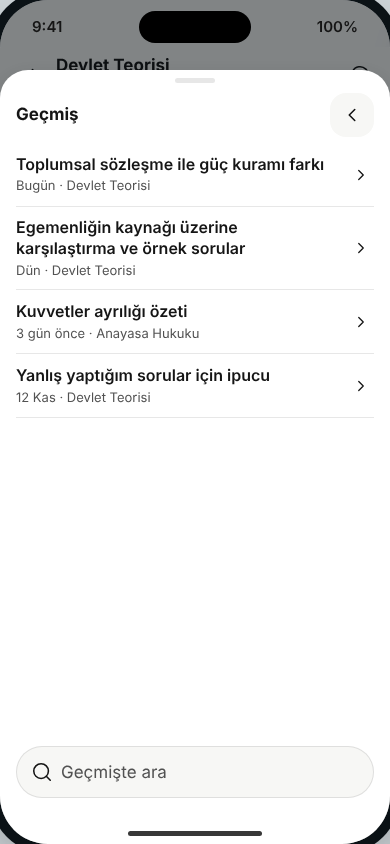 9:41
100%
Devlet Teorisi
Geçmiş
Toplumsal sözleşme ile güç kuramı farkı
Bugün · Devlet Teorisi
Egemenliğin kaynağı üzerine
karşılaştırma ve örnek sorular
Dün · Devlet Teorisi
Kuvvetler ayrılığı özeti
3 gün önce · Anayasa Hukuku
Yanlış yaptığım sorular için ipucu
12 Kas · Devlet Teorisi
Geçmişte ara